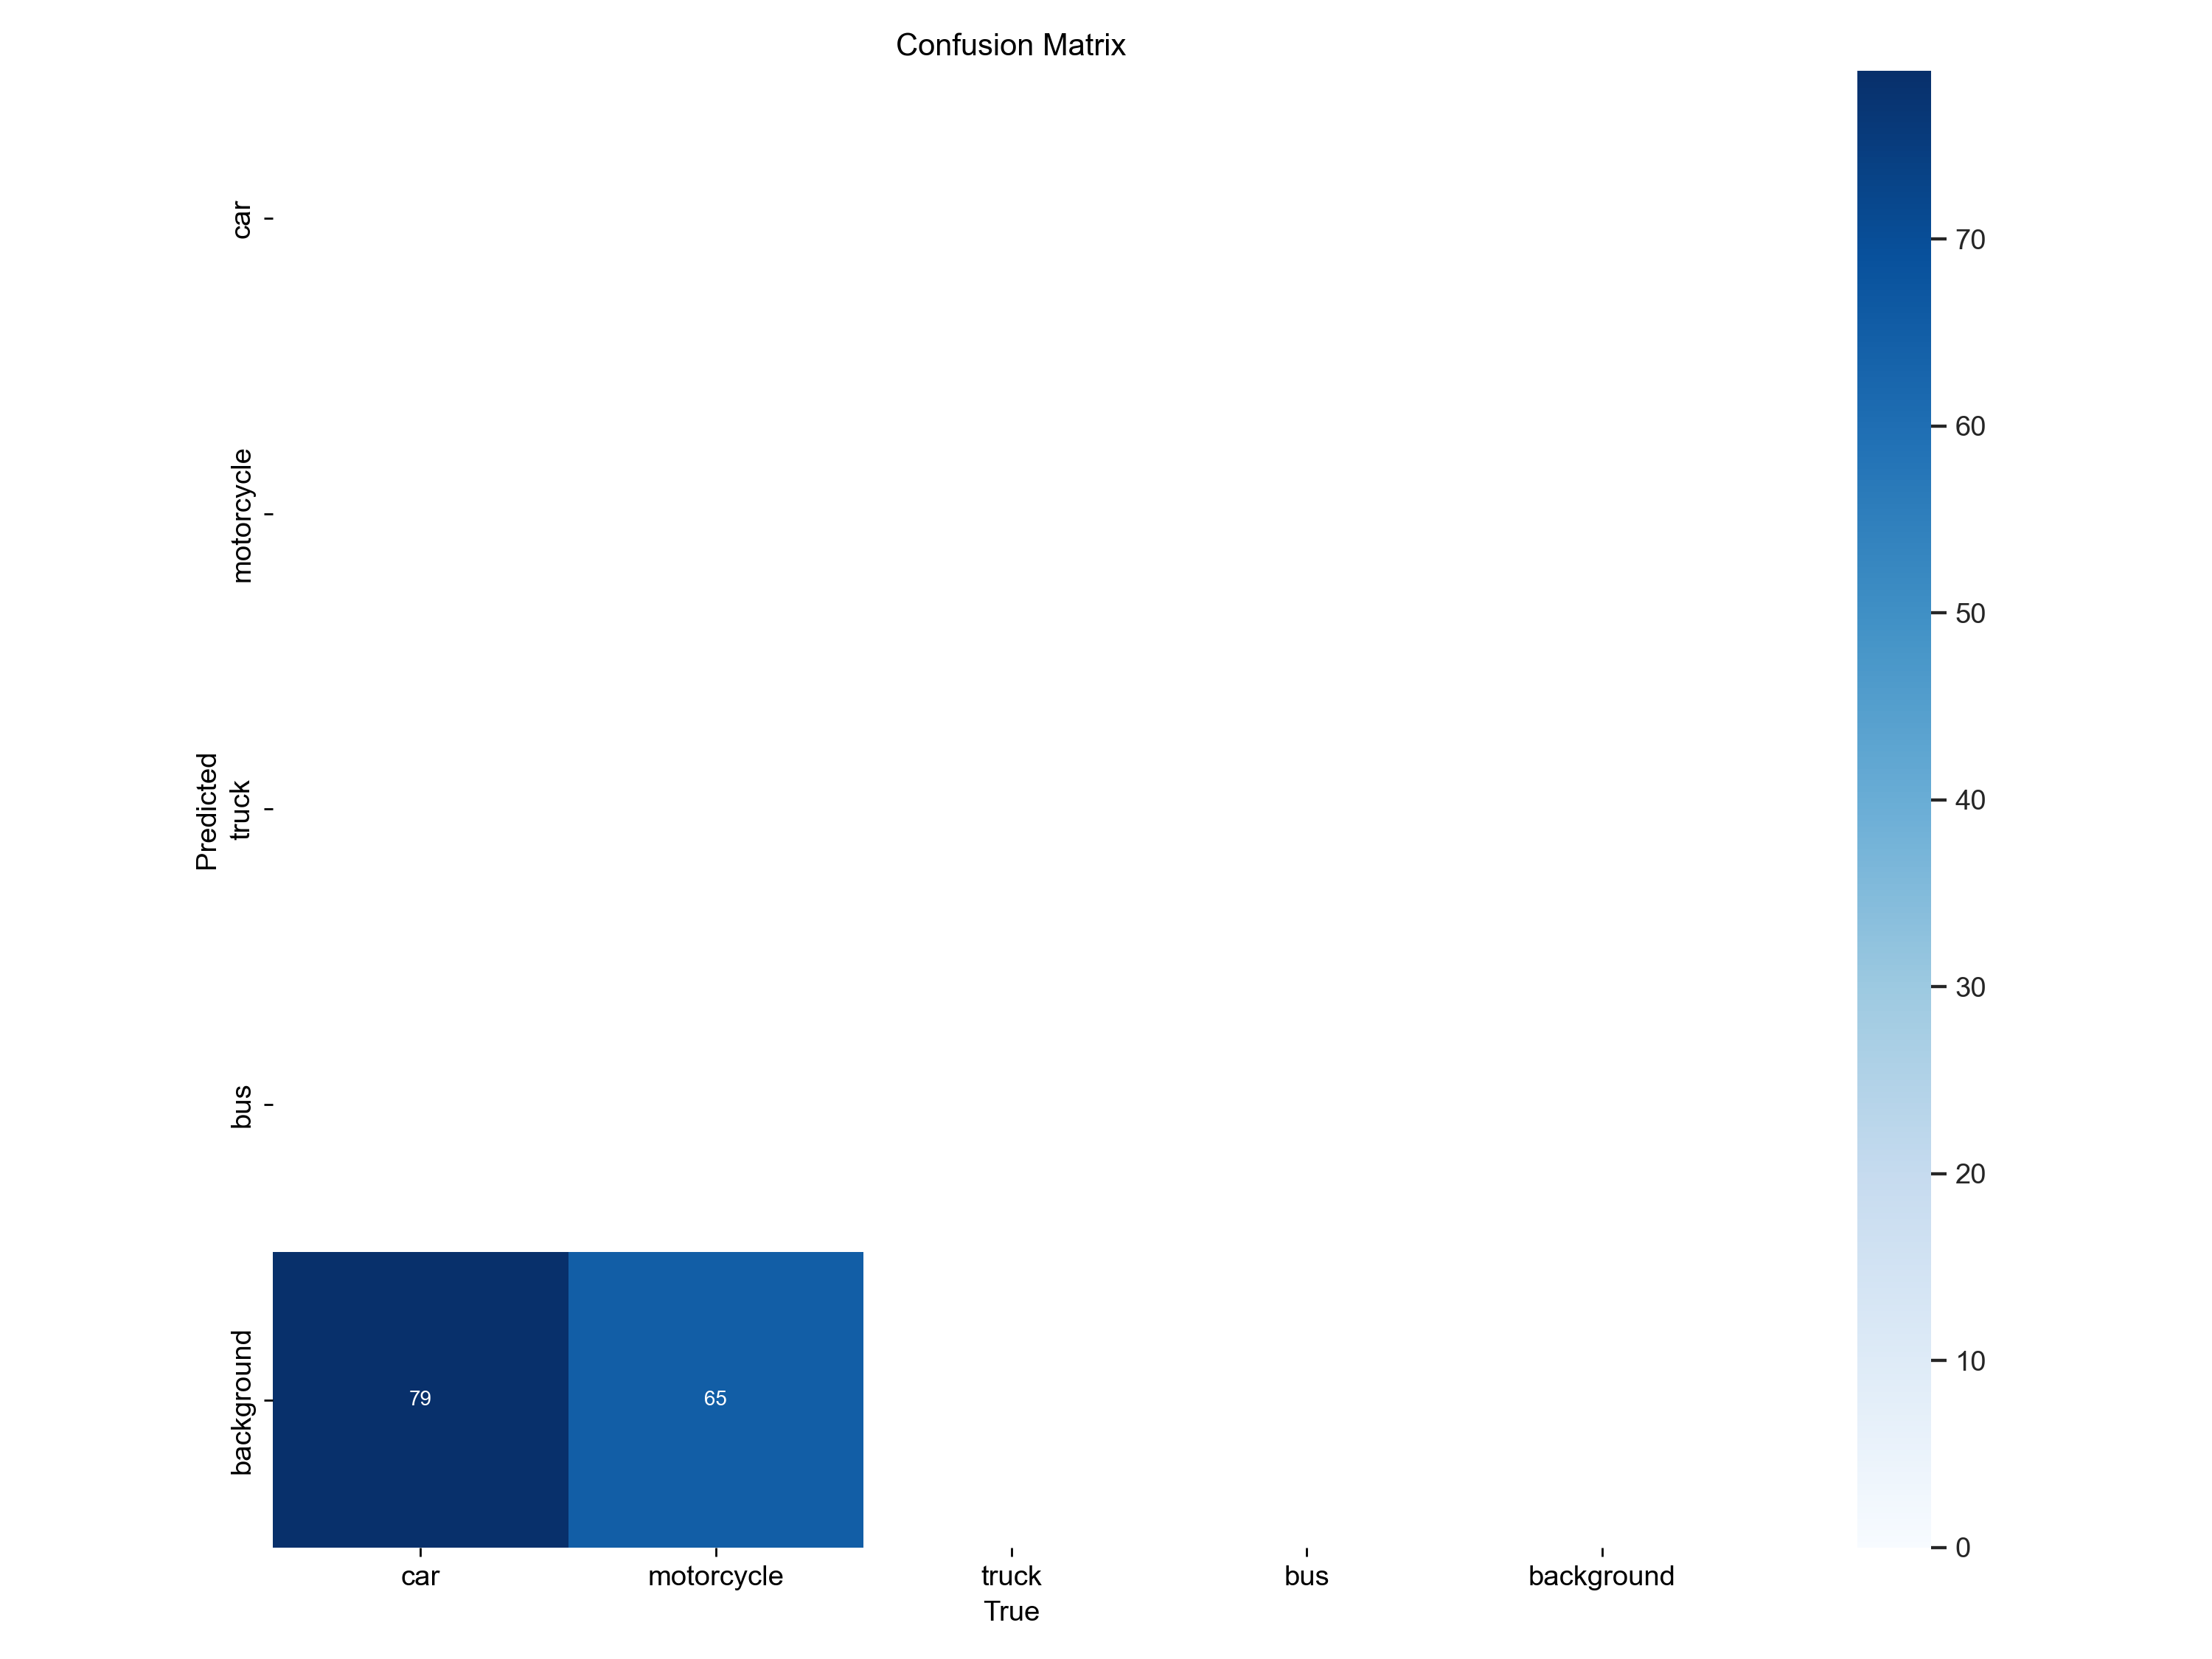 Confusion Matrix
Predicted
car
motorcycle
truck
bus
background
79
65
car
motorcycle
truck
bus
background
True
70
60
50
40
30
20
10
0